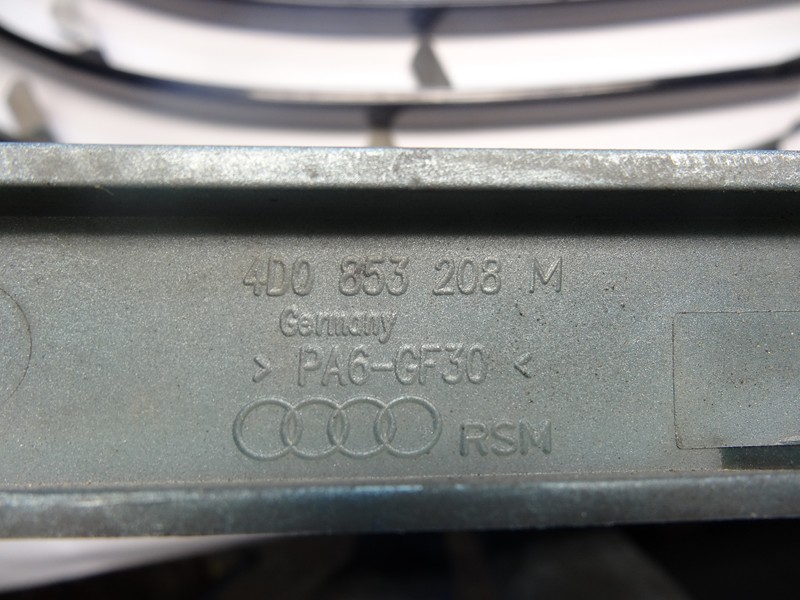 4D0 853 208 M
Germany
> PA6-GF30 <
RSM